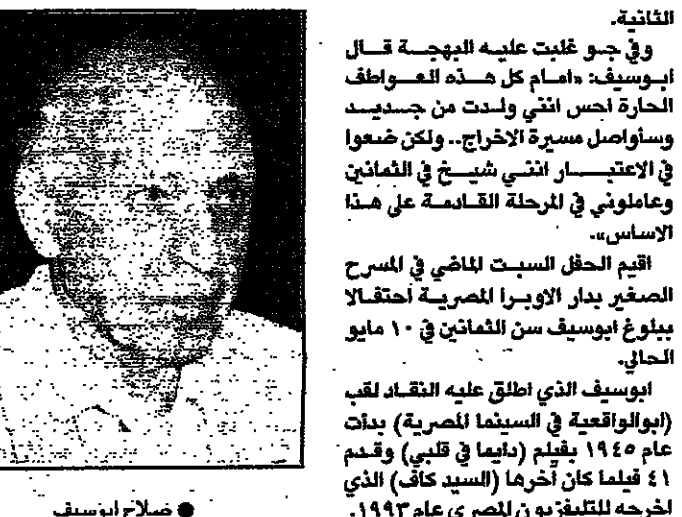 الثانية.
وفي جو غلبت عليه البهجة قال
ابوسيف: «امام كل هذه العواطف
الحارة احس انني ولدت من جديد
وسأواصل مسيرة الاخراج.. ولكن ضعوا
في الاعتبار انني شيخ في الثمانين
وعاملوني في المرحلة القادمة على هذا
الاساس».
اقيم الحفل السبت الماضي في المسرح
الصغير بدار الاوبرا المصرية احتفالا
ببلوغ ابوسيف سن الثمانين في ١٠ مايو
الحالي.
ابوسيف الذي اطلق عليه النقاد لقب
(ابوالواقعية في السينما المصرية) بدأت
عام ١٩٤٥ بفيلم (دايما في قلبي) وقدم
٤١ فيلما كان آخرها (السيد كاف) الذي
اخرجه للتليفزيون المصري عام ١٩٩٣.
● صلاح ابوسيف